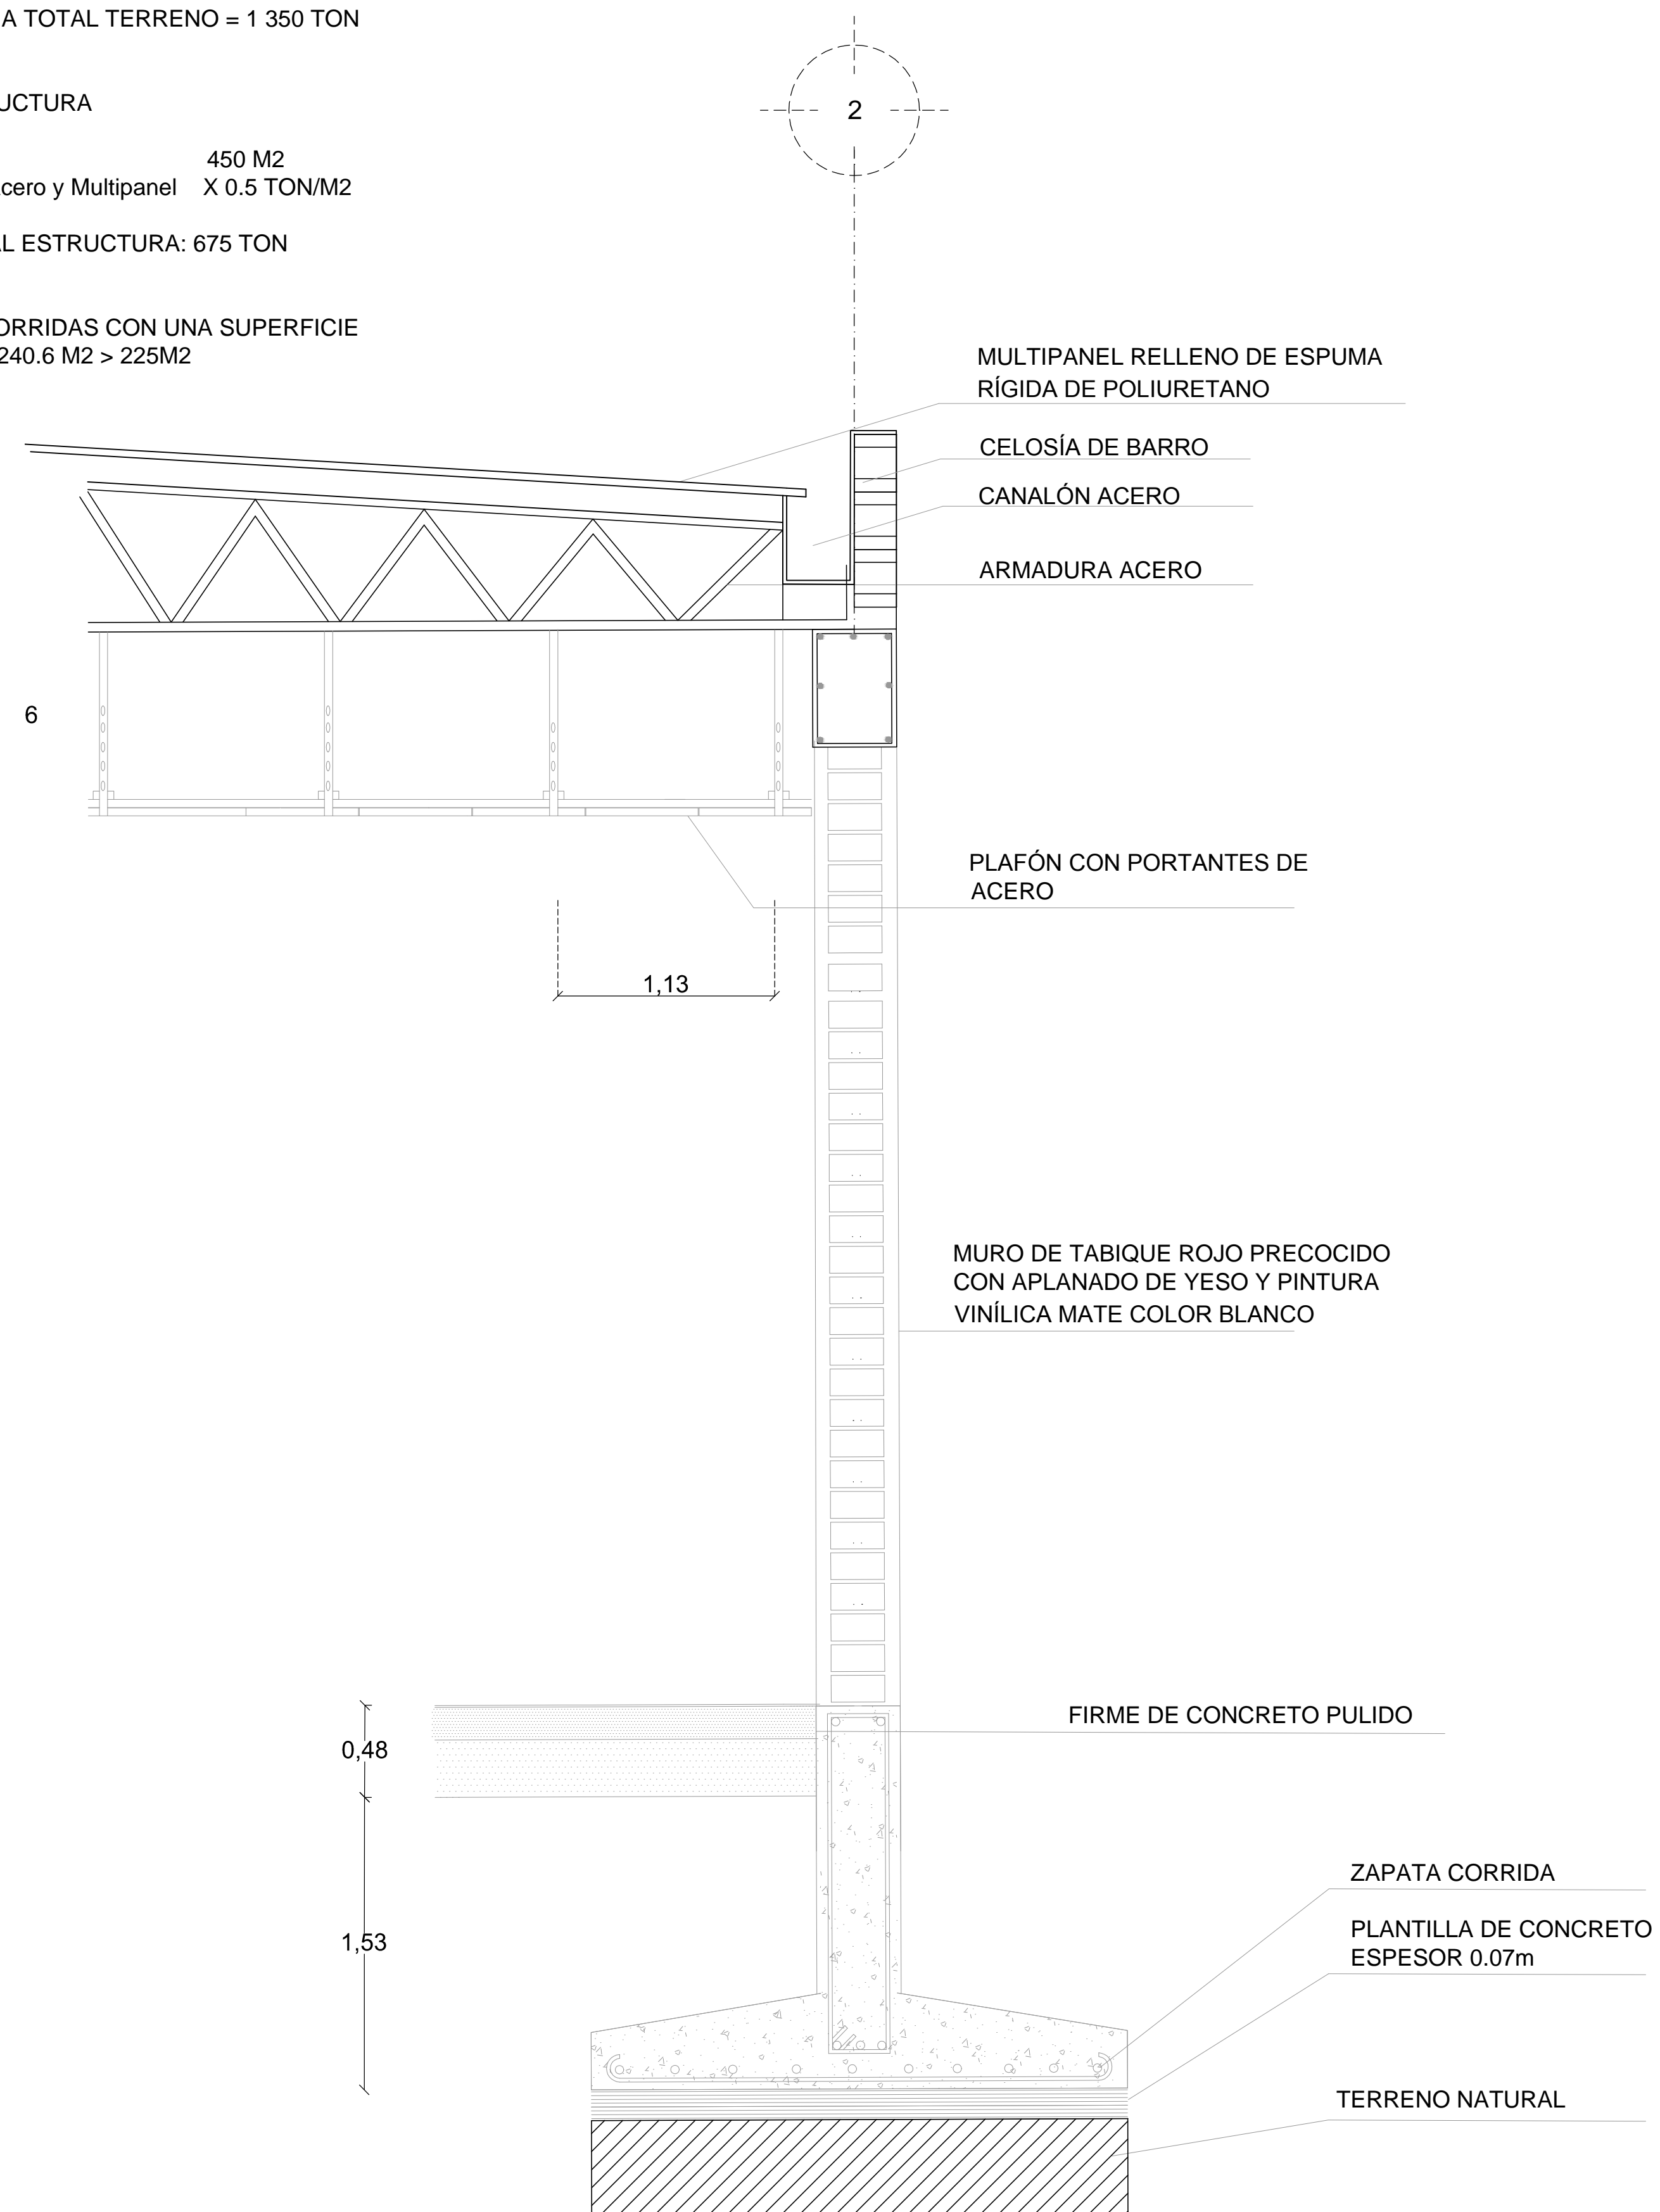 A TOTAL TERRENO = 1 350 TON
2
UCTURA
450 M2
cero y Multipanel X 0.5 TON/M2
AL ESTRUCTURA: 675 TON
ORRIDAS CON UNA SUPERFICIE
240.6 M2 > 225M2
MULTIPANEL RELLENO DE ESPUMA
RÍGIDA DE POLIURETANO
CELOSÍA DE BARRO
CANALÓN ACERO
ARMADURA ACERO
6
PLAFÓN CON PORTANTES DE
ACERO
1,13
MURO DE TABIQUE ROJO PRECOCIDO
CON APLANADO DE YESO Y PINTURA
VINÍLICA MATE COLOR BLANCO
FIRME DE CONCRETO PULIDO
0,48
ZAPATA CORRIDA
PLANTILLA DE CONCRETO
ESPESOR 0.07m
1,53
TERRENO NATURAL